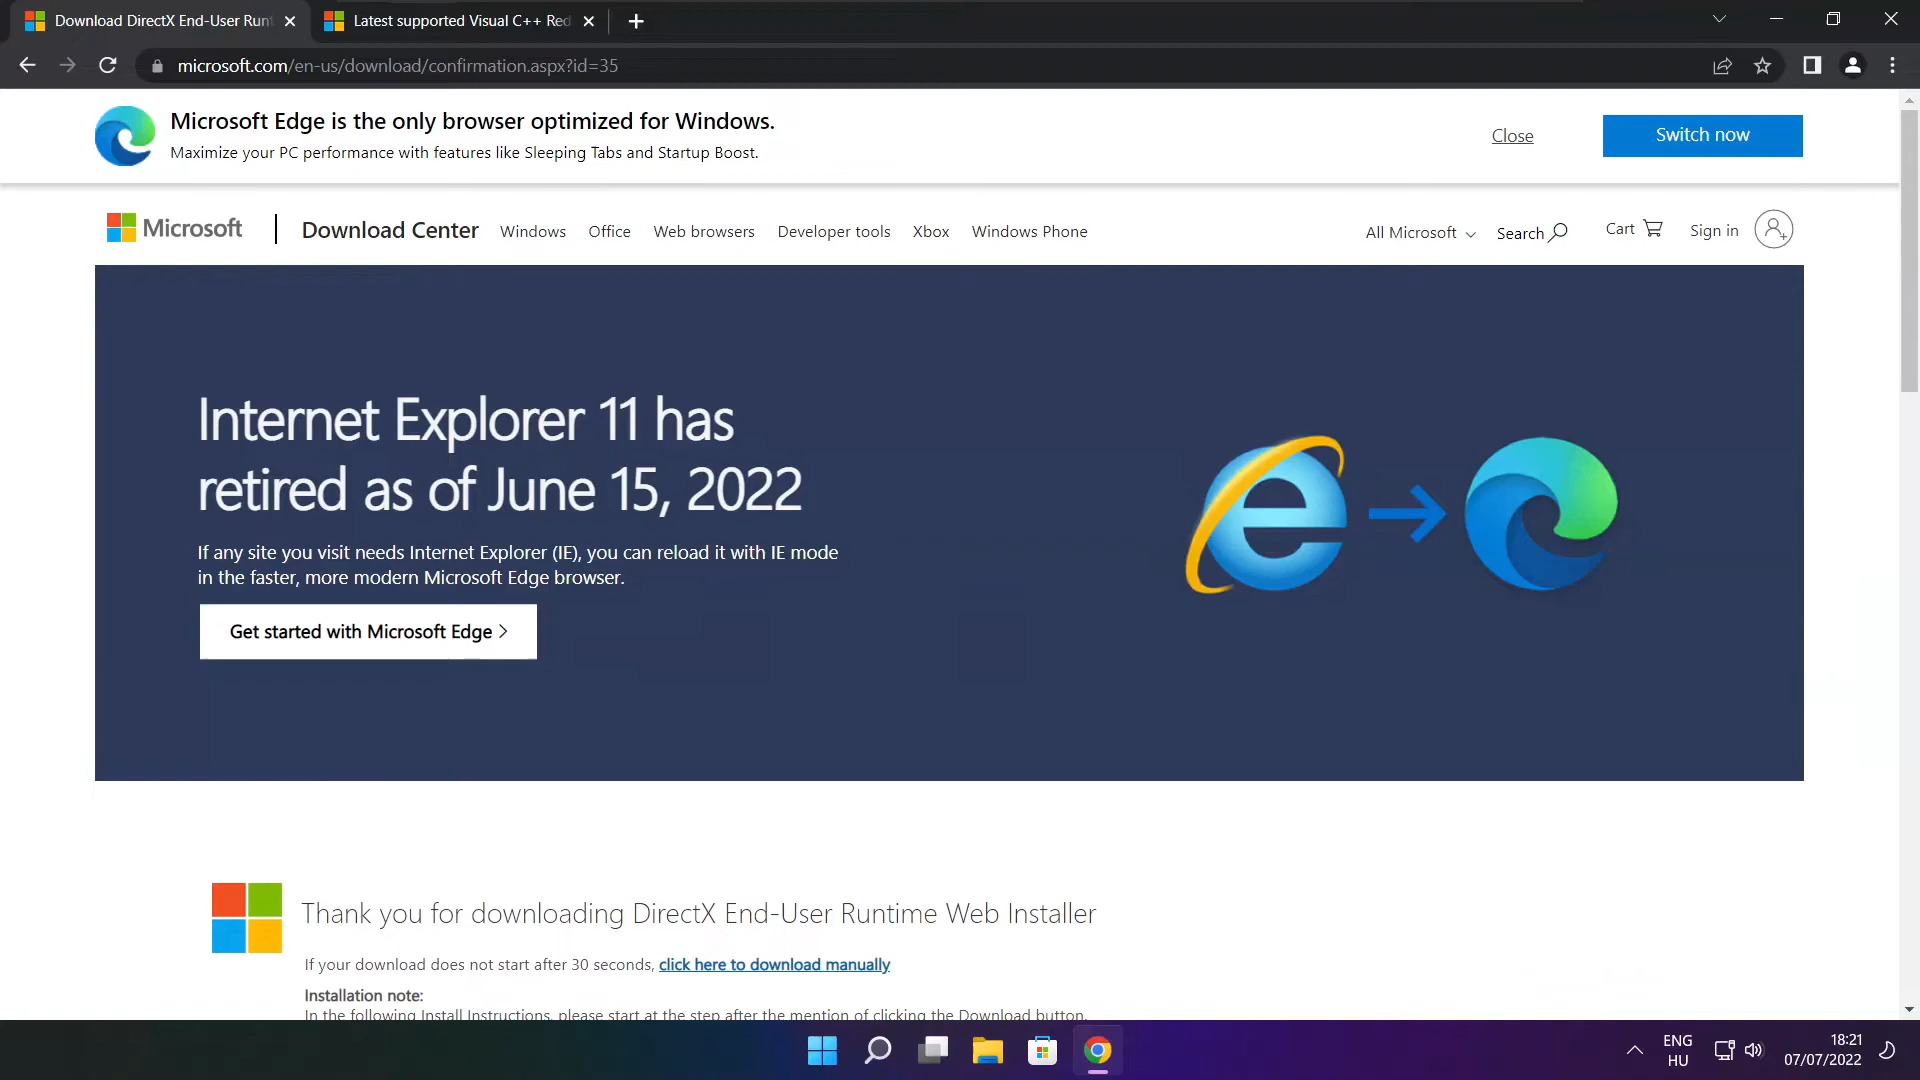 Download DirectX End-User Runt
Latest supported Visual C++ Red
microsoft.com/en-us/download/confirmation.aspx?id=35
Microsoft Edge is the only browser optimized for Windows.
Maximize your PC performance with features like Sleeping Tabs and Startup Boost.
Close
Switch now
Microsoft
Download Center
Windows
Office
Web browsers
Developer tools
Xbox
Windows Phone
All Microsoft
Search
Cart
Sign in
Internet Explorer 11 has
retired as of June 15, 2022
If any site you visit needs Internet Explorer (IE), you can reload it with IE mode
in the faster, more modern Microsoft Edge browser.
Get started with Microsoft Edge
Thank you for downloading DirectX End-User Runtime Web Installer
If your download does not start after 30 seconds, click here to download manually
Installation note:
In the following Install Instructions, please start at the step after the mention of clicking the Download button.
ENG
HU
18:21
07/07/2022